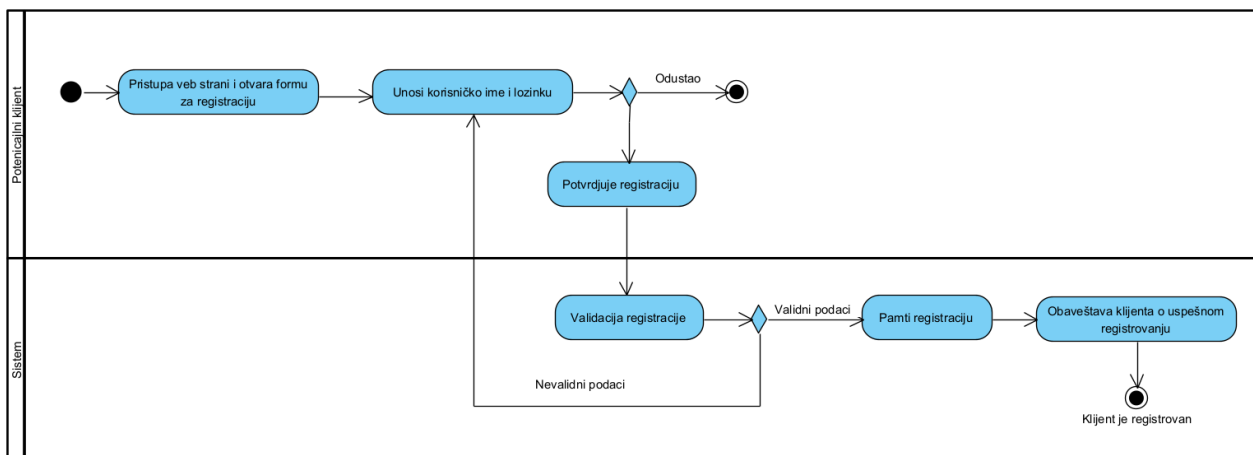 Potenicajlni klijent
Pristupa veb strani i otvara formu
za registraciju
Unosi korisničko ime i lozinku
Odustao
Potvrdjuje registraciju
Sistem
Validacija registracije
Validni podaci
Pamti registraciju
Obaveštava klijenta o uspešnom
registrovanju
Nevalidni podaci
Klijent je registrovan